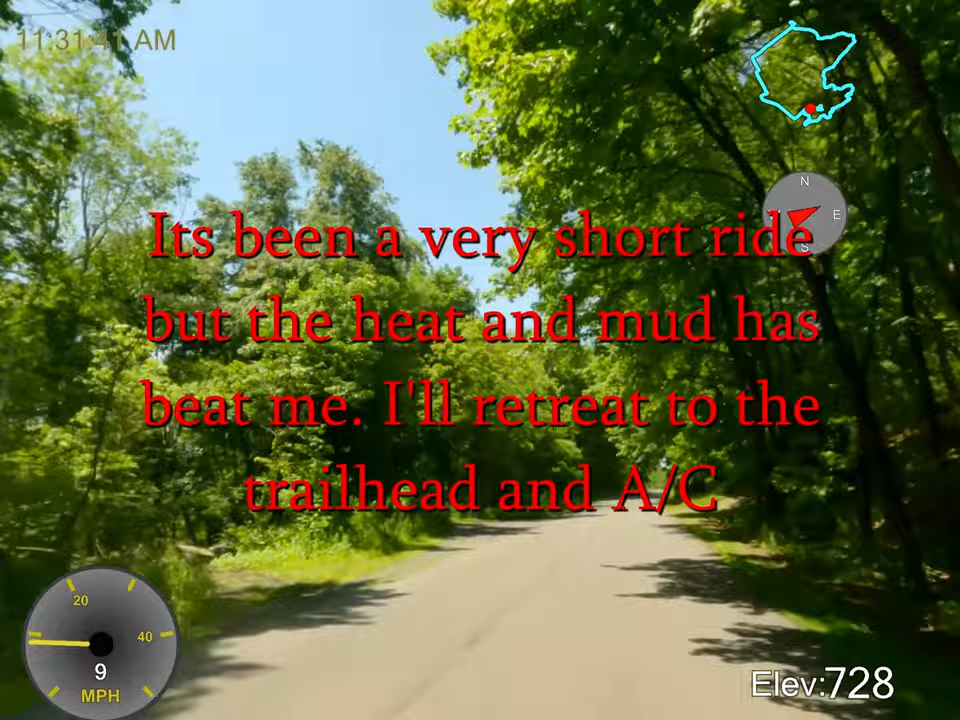 11:31:41 AM
N
E
S
Its been a very short ride
but the heat and mud has
beat me. I'll retreat to the
trailhead and A/C
20
40
9
MPH
Elev:728